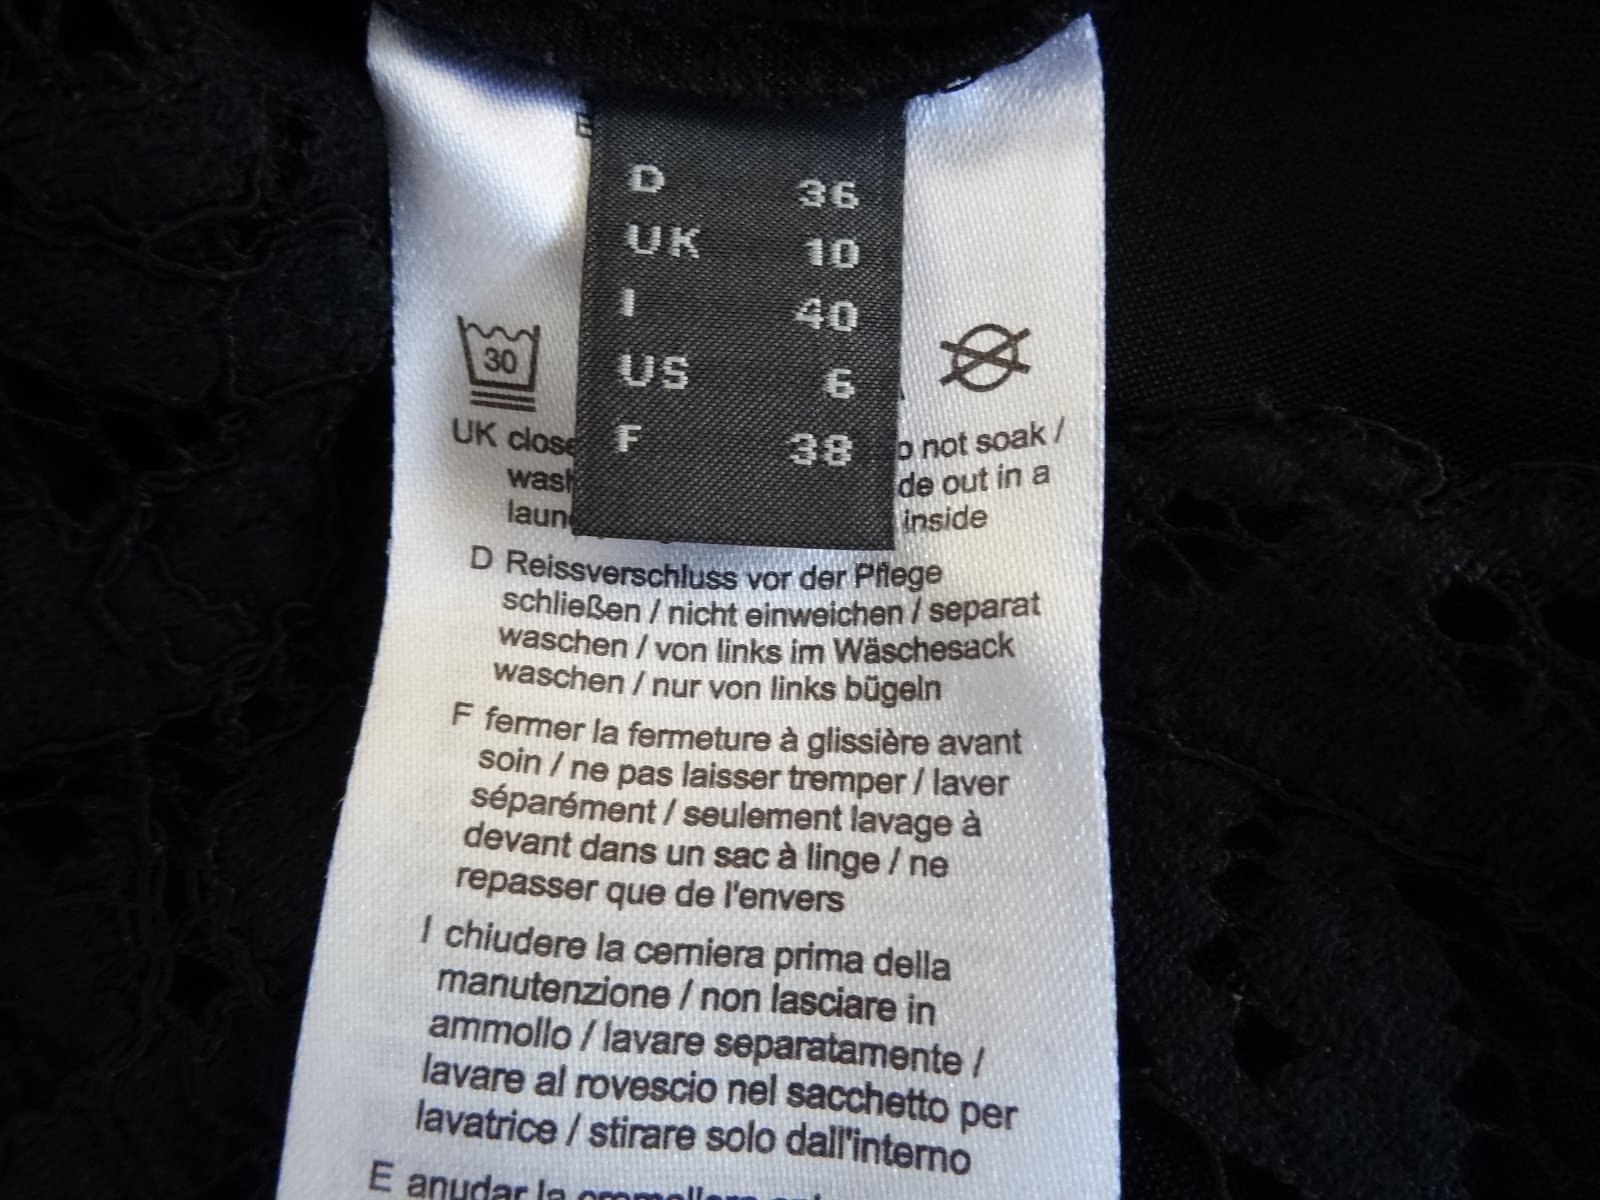 D 36
UK 10
I 40
US 6
F 38
30
UK not soak /
out in a
inside
D Reissverschluss vor der Pflege
schließen / nicht einweichen / separat
waschen / von links im Wäschesack
waschen / nur von links bügeln
F fermer la fermeture à glissière avant
soin / ne pas laisser tremper / laver
séparément / seulement lavage à
devant dans un sac à linge / ne
repasser que de l'envers
I chiudere la cerniera prima della
manutenzione / non lasciare in
ammollo / lavare separatamente /
lavare al rovescio nel sacchetto per
lavatrice / stirare solo dall'interno
E anudar la